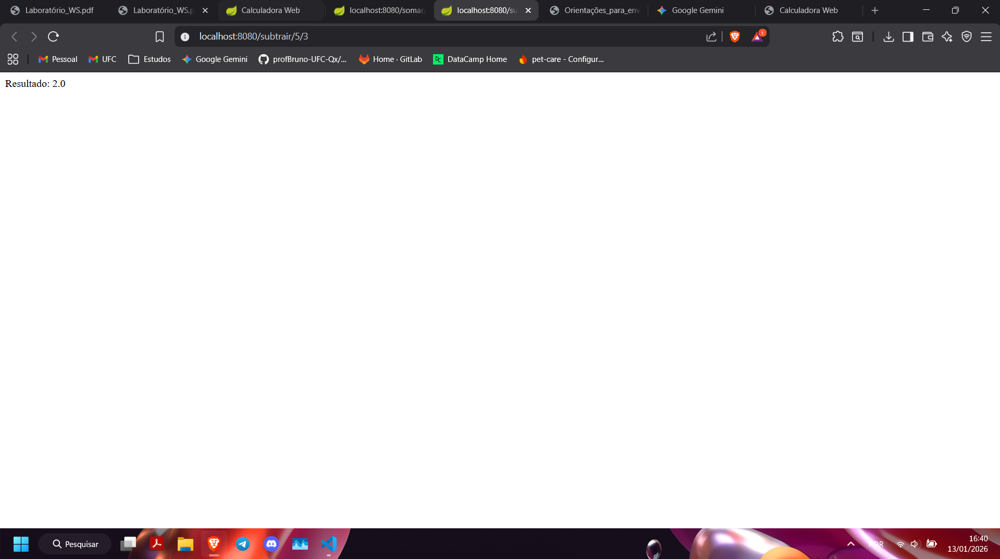 Laboratório_WS.pdf
Laboratório_WS.p
Calculadora Web
localhost:8080/somar/
localhost:8080/su
Orientações_para_env
Google Gemini
Calculadora Web
localhost:8080/subtrair/5/3
1
Pessoal
UFC
Estudos
Google Gemini
profBruno-UFC-Qx/...
Home · GitLab
DC
DataCamp Home
pet-care - Configur...
Resultado: 2.0
Pesquisar
POR
16:40
13/01/2026